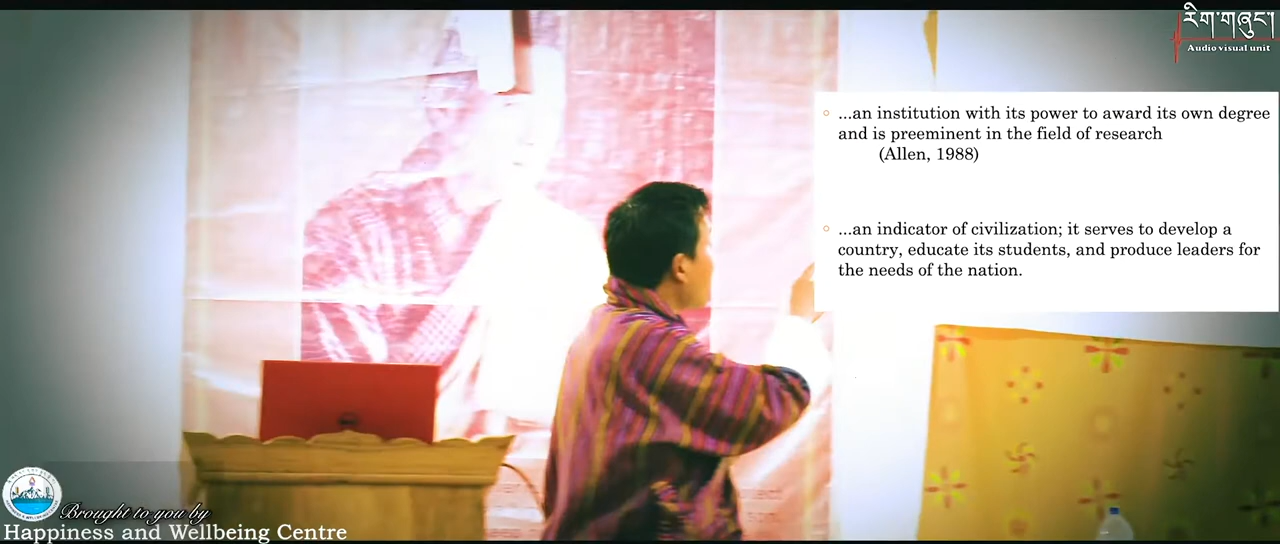 རིག་གཞུང་།
Audio visual unit
...an institution with its power to award its own degree
and is preeminent in the field of research
(Allen, 1988)
...an indicator of civilization; it serves to develop a
country, educate its students, and produce leaders for
the needs of the nation.
Brought to you by
Happiness and Wellbeing Centre